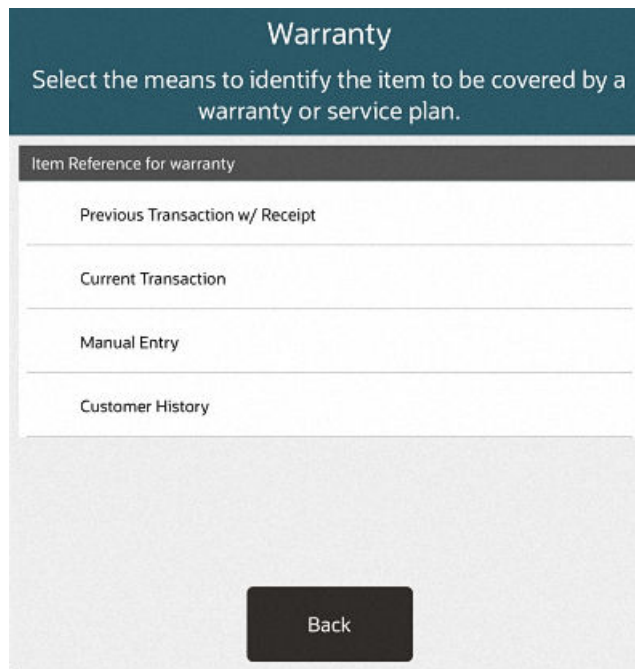 Warranty
Select the means to identify the item to be covered by a
warranty or service plan.
Item Reference for warranty
Previous Transaction w/ Receipt
Current Transaction
Manual Entry
Customer History
Back